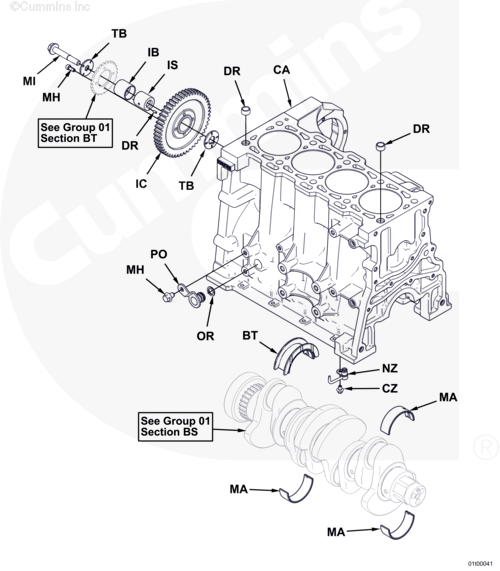 ©Cummins Inc
TB
IB
IS
MI
MH
DR
CA
DR
See Group 01
Section BT
DR
IC
TB
PO
MH
OR
BT
NZ
CZ
MA
See Group 01
Section BS
MA
MA
Cummins
®
01t00041